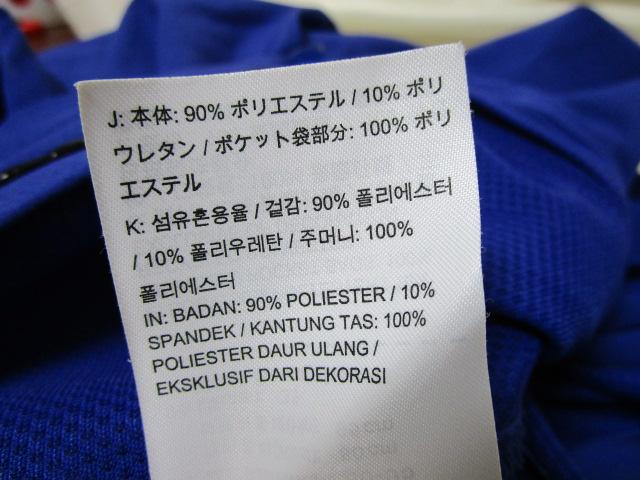 J: 本体: 90% ポリエステル / 10% ポリ
ウレタン / ポケット袋部分: 100% ポリ
エステル
K: 섬유혼용율 / 겉감: 90% 폴리에스터
/ 10% 폴리우레탄 / 주머니: 100%
폴리에스터
IN: BADAN: 90% POLIESTER / 10%
SPANDEK / KANTUNG TAS: 100%
POLIESTER DAUR ULANG /
EKSKLUSIF DARI DEKORASI